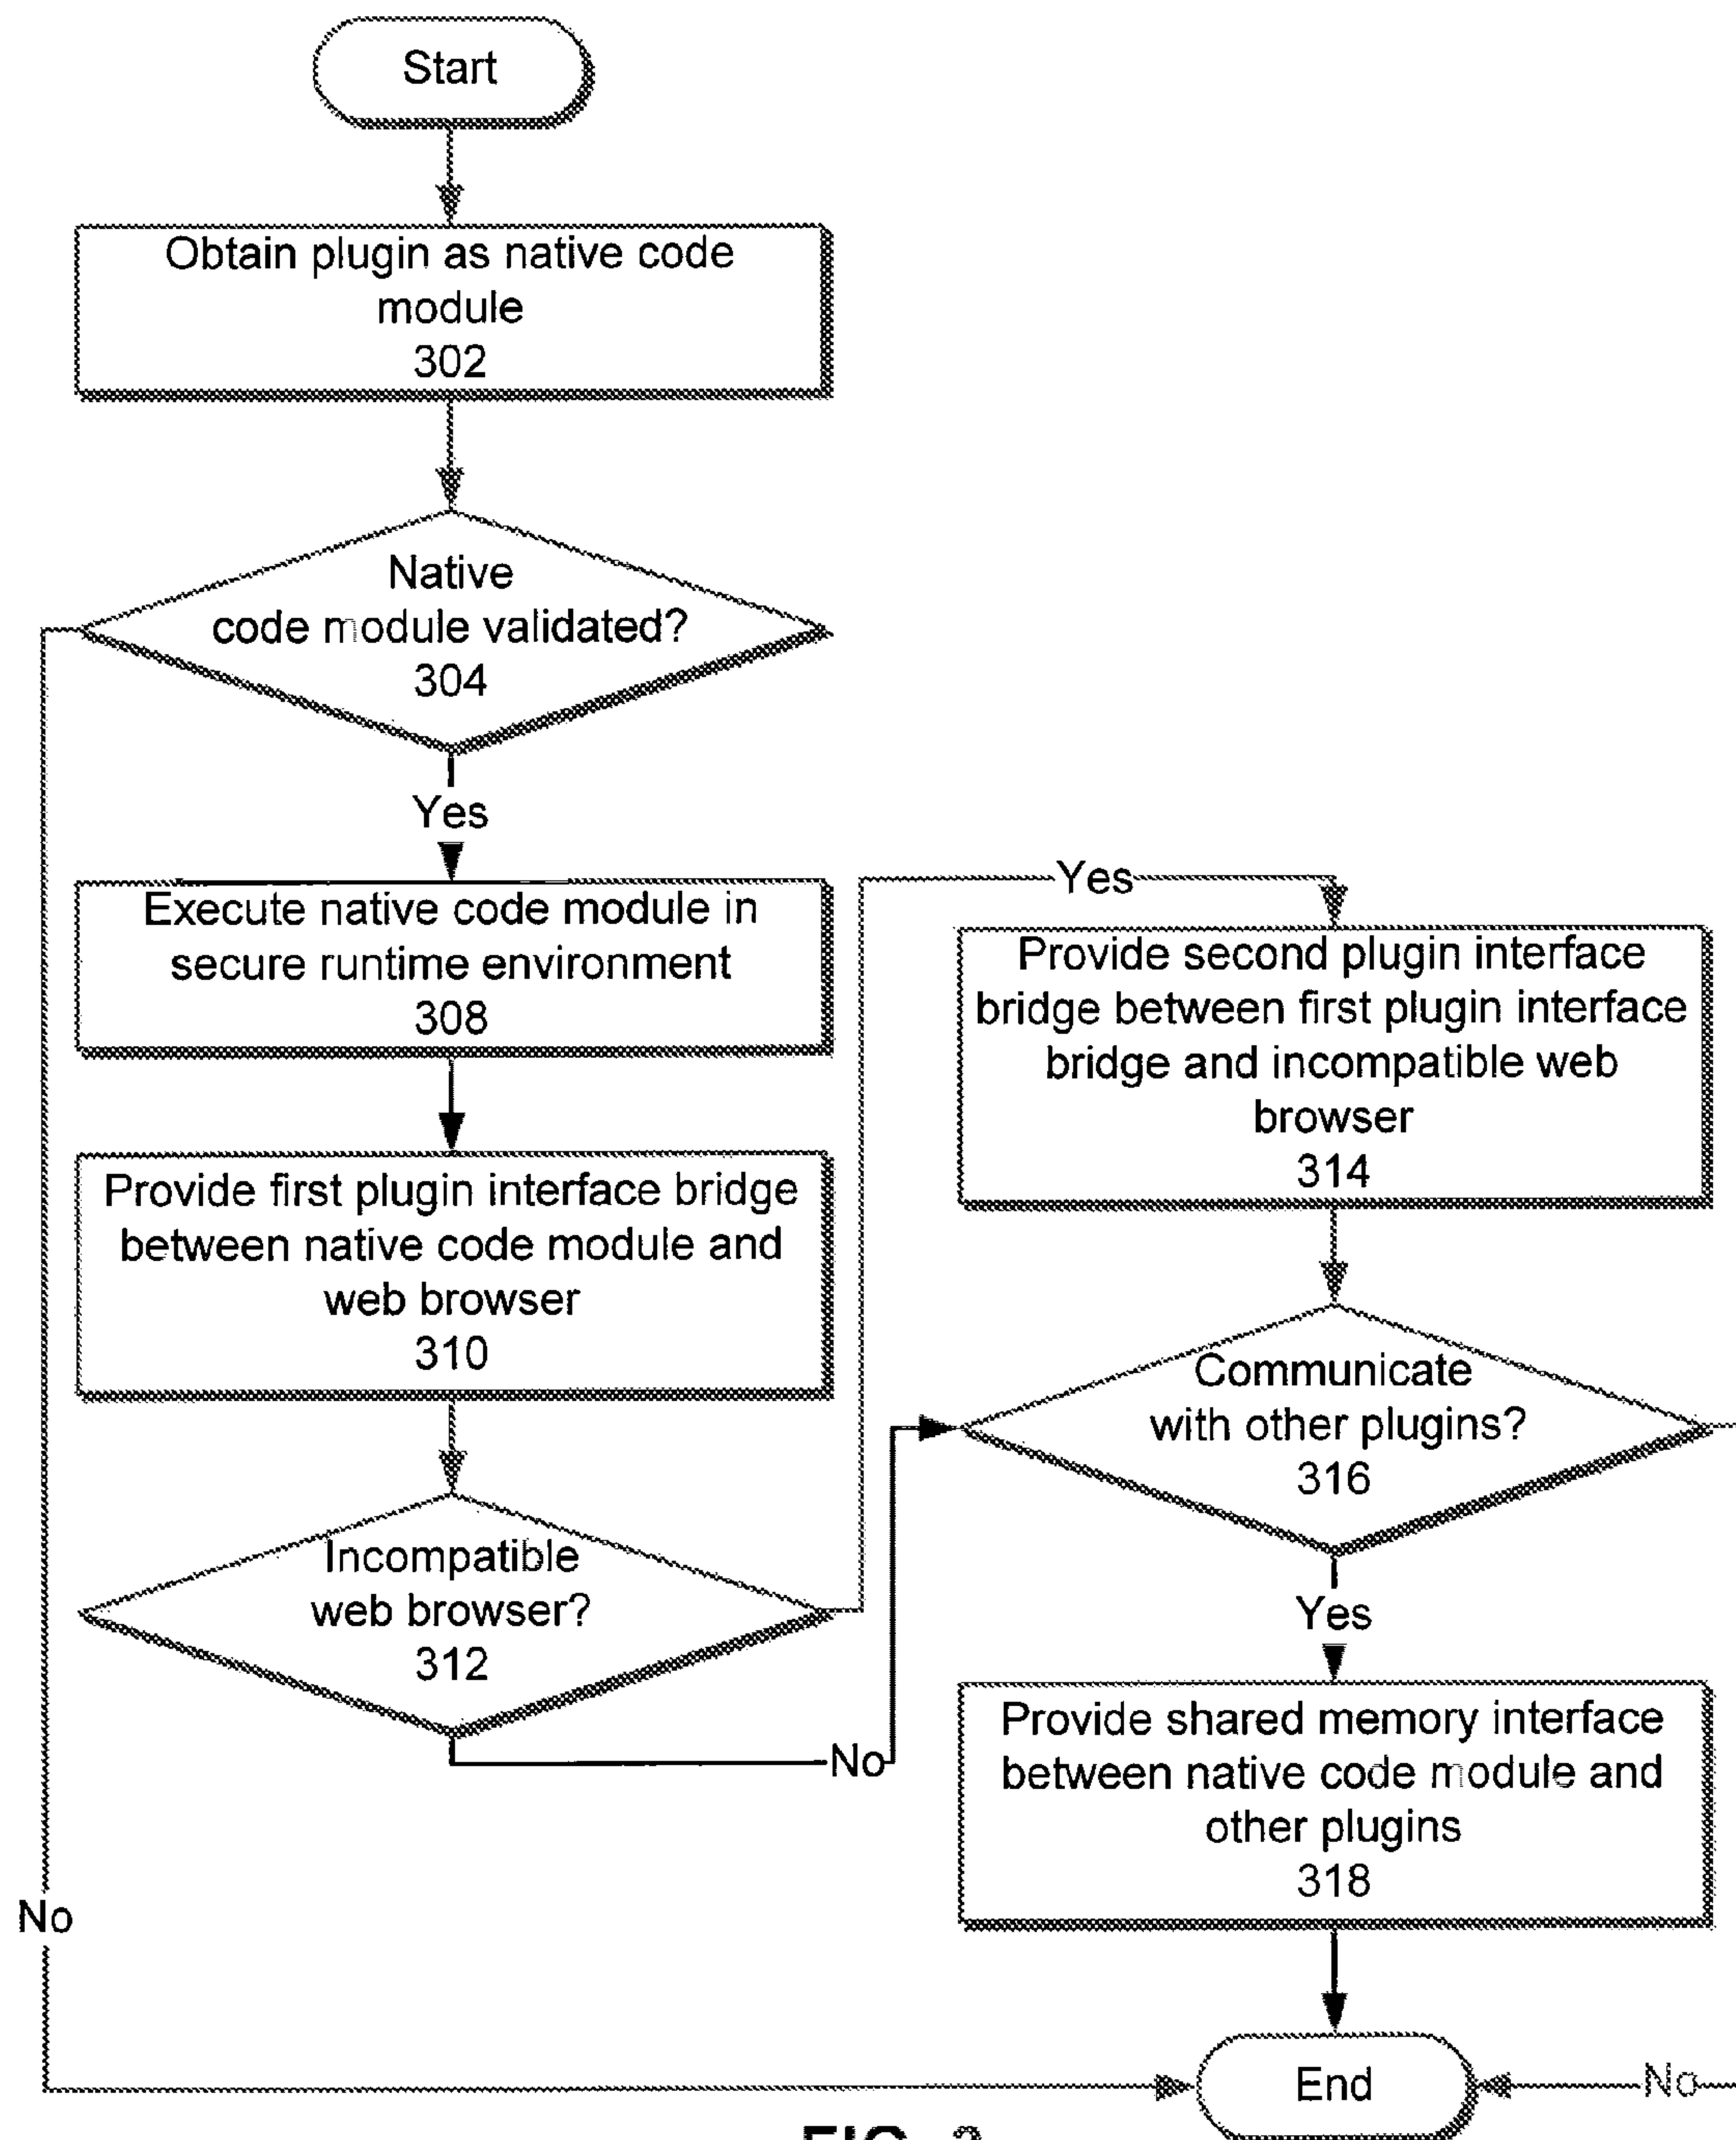 Start
Obtain plugin as native code
module
302
Native
code module validated?
304
Yes
Execute native code module in
secure runtime environment
308
Provide first plugin interface bridge
between native code module and
web browser
310
Incompatible
web browser?
312
No
Yes
Provide second plugin interface
bridge between first plugin interface
bridge and incompatible web
browser
314
Communicate
with other plugins?
316
Yes
Provide shared memory interface
between native code module and
other plugins
318
No
End
No
FIG. 3